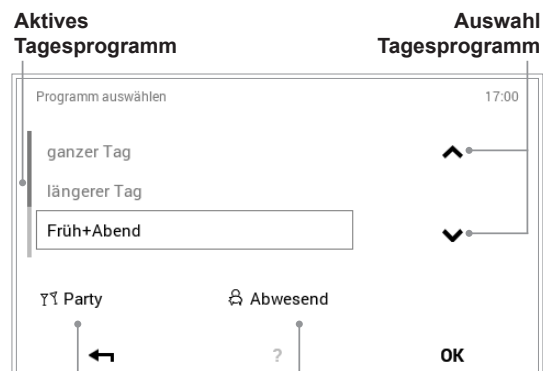 Aktives
Tagesprogramm
Auswahl
Tagesprogramm
Programm auswählen 17:00
ganzer Tag
längerer Tag
Früh+Abend
Party Abwesend
? OK